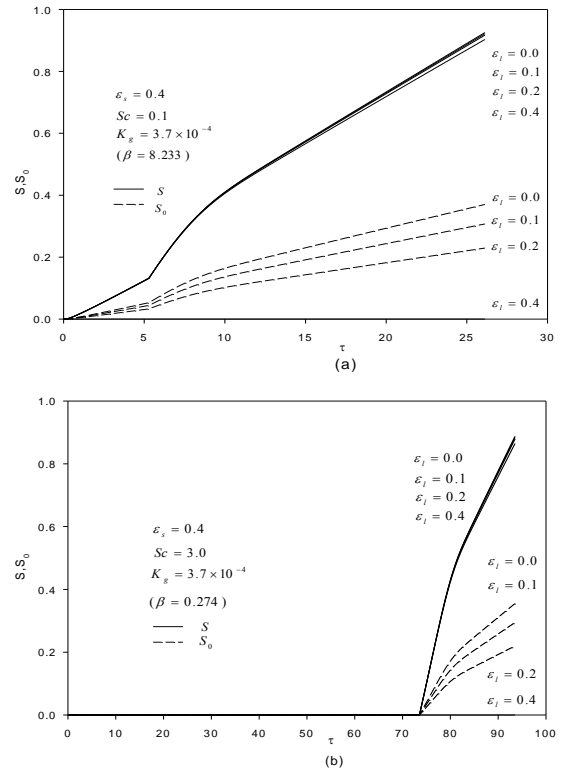 1.0
0.8
0.6
0.4
0.2
0.0
S,S₀
εₛ = 0.4
Sc = 0.1
K_g = 3.7 × 10⁻⁴
(β = 8.233)
S
S₀
ε_l = 0.0
ε_l = 0.1
ε_l = 0.2
ε_l = 0.4
ε_l = 0.0
ε_l = 0.1
ε_l = 0.2
ε_l = 0.4
0 5 10 15 20 25 30
τ
(a)
1.0
0.8
0.6
0.4
0.2
0.0
S,S₀
ε_l = 0.0
ε_l = 0.1
ε_l = 0.2
ε_l = 0.4
εₛ = 0.4
Sc = 3.0
K_g = 3.7 × 10⁻⁴
(β = 0.274)
S
S₀
ε_l = 0.0
ε_l = 0.1
ε_l = 0.2
ε_l = 0.4
0 10 20 30 40 50 60 70 80 90 100
τ
(b)